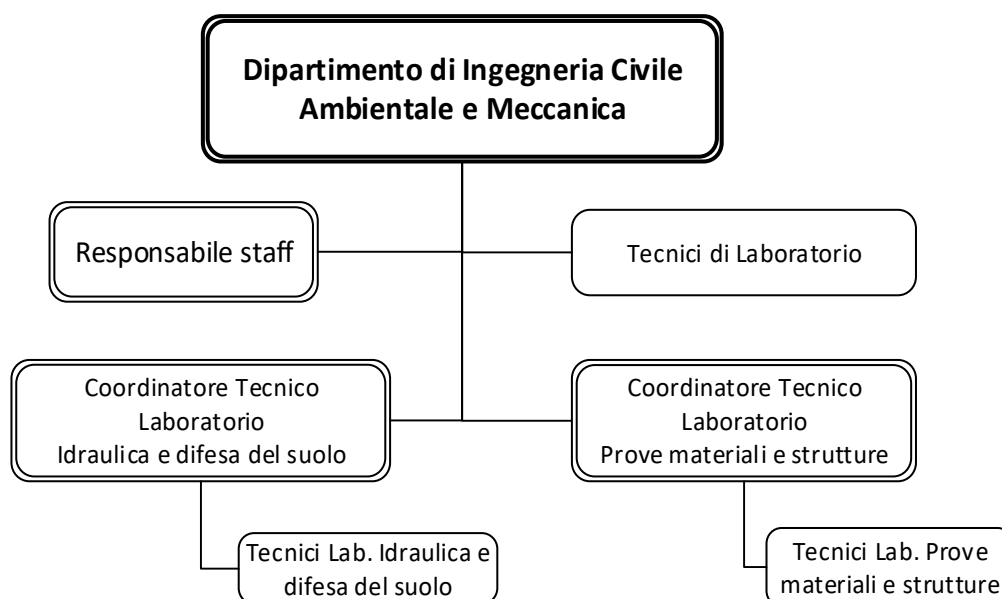 Dipartimento di Ingegneria Civile
Ambientale e Meccanica
Responsabile staff
Tecnici di Laboratorio
Coordinatore Tecnico
Laboratorio
Idraulica e difesa del suolo
Coordinatore Tecnico
Laboratorio
Prove materiali e strutture
Tecnici Lab. Idraulica e
difesa del suolo
Tecnici Lab. Prove
materiali e strutture